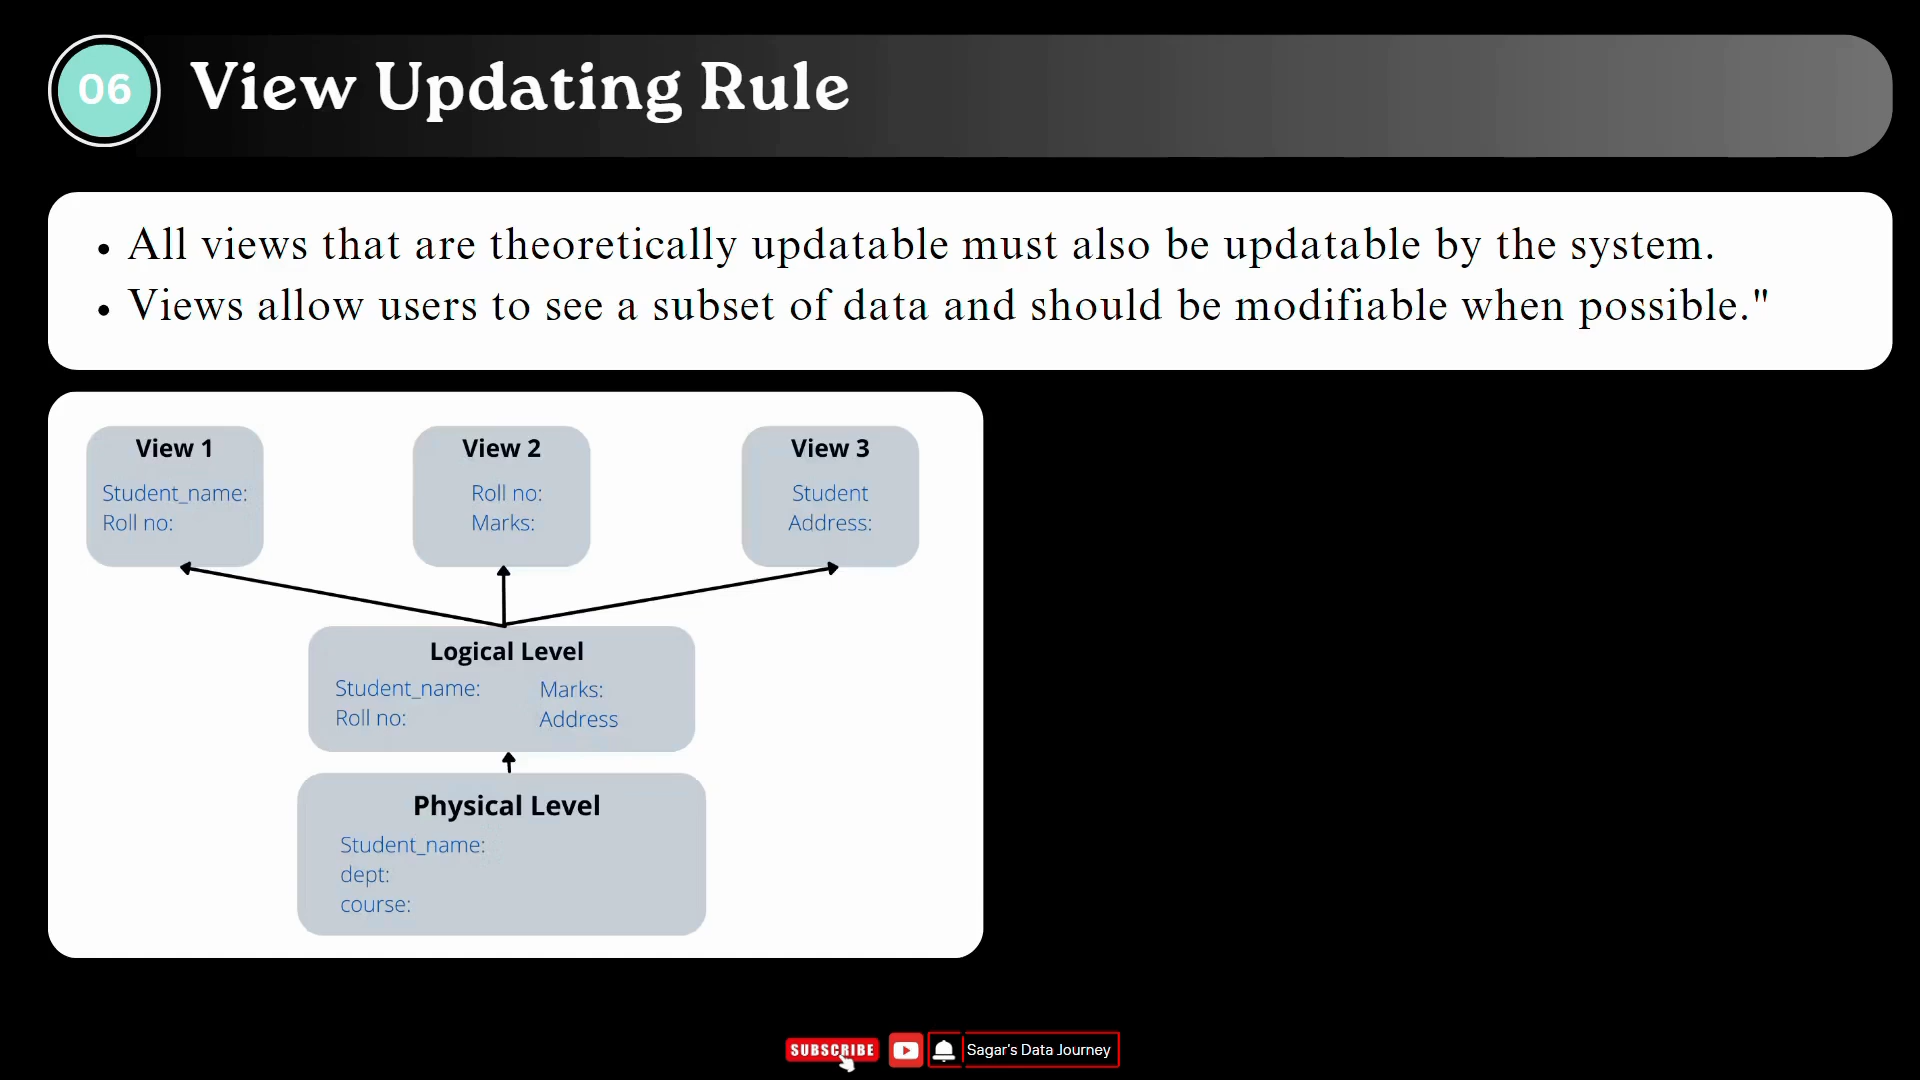 06
View Updating Rule
• All views that are theoretically updatable must also be updatable by the system.
• Views allow users to see a subset of data and should be modifiable when possible."
View 1
Student_name:
Roll no:
View 2
Roll no:
Marks:
View 3
Student
Address:
Logical Level
Student_name:
Roll no:
Marks:
Address
Physical Level
Student_name:
dept:
course:
SUBSCRIBE
Sagar's Data Journey